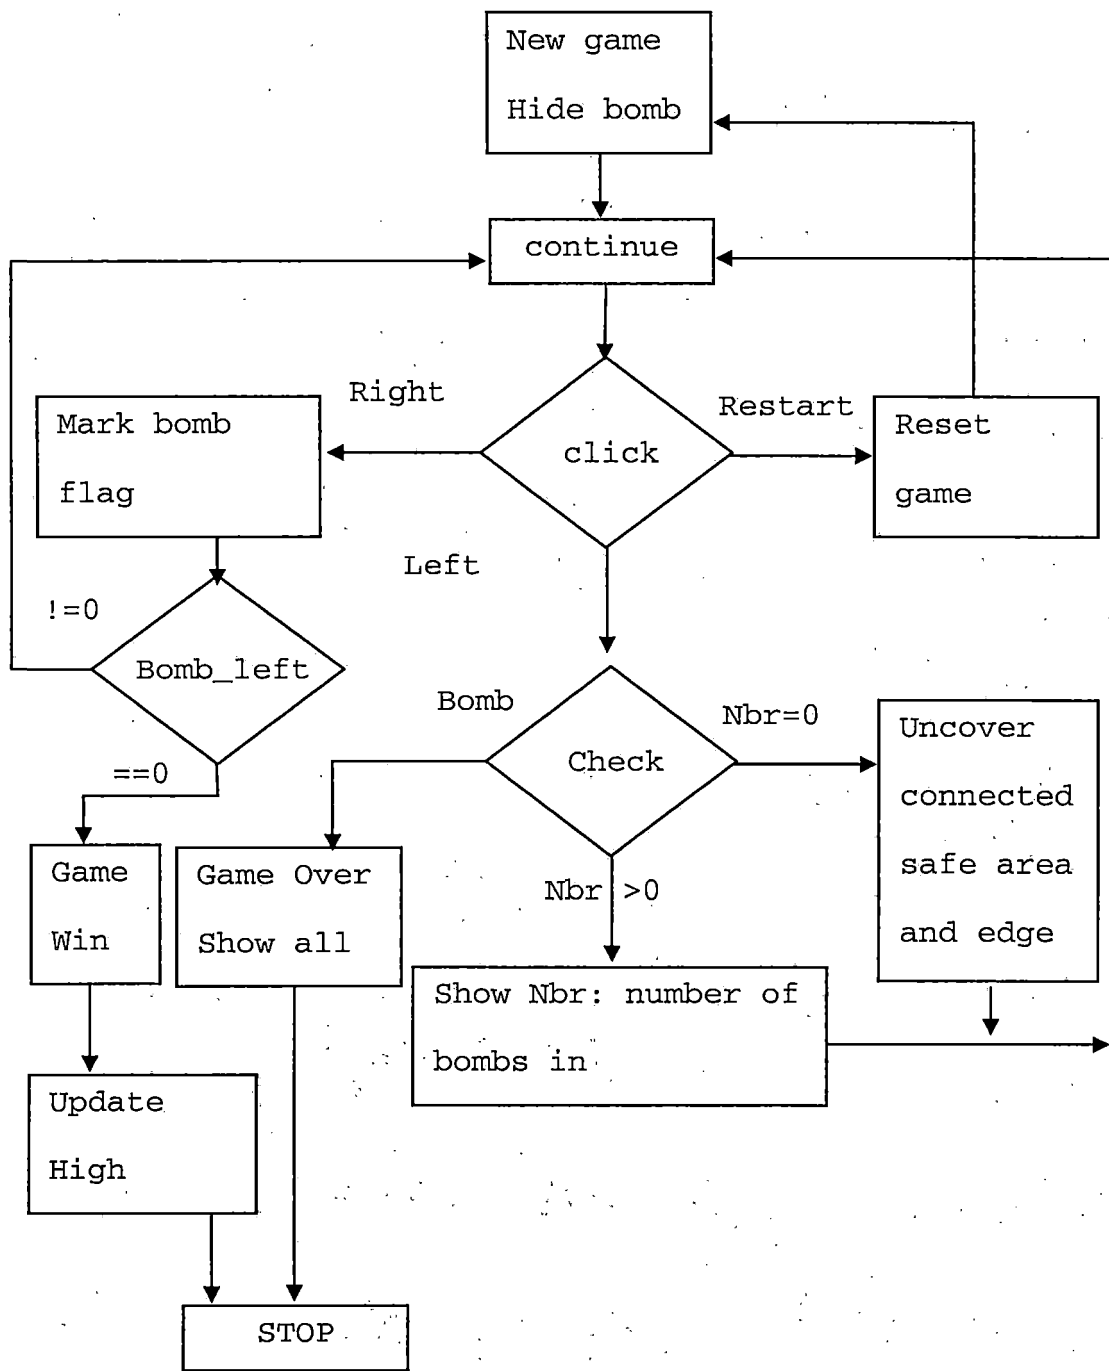 New game
Hide bomb
continue
Right
Restart
Mark bomb
flag
click
Reset
game
Left
!=0
Bomb_left
Bomb
Nbr=0
==0
Check
Uncover
connected
safe area
and edge
Game
Win
Game Over
Show all
Nbr >0
Show Nbr: number of
bombs in
Update
High
STOP